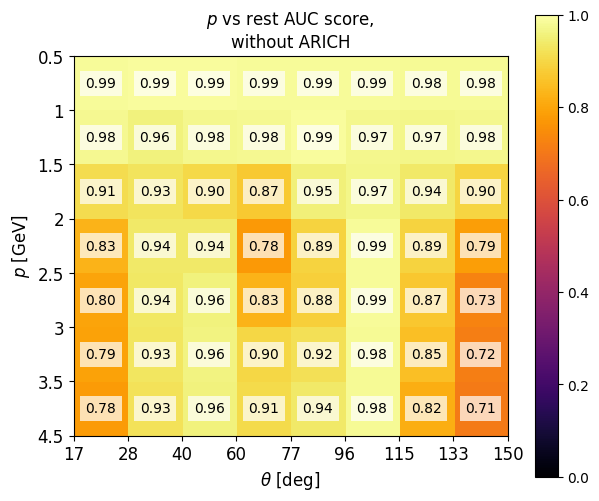 p vs rest AUC score,
without ARICH
0.5
1
1.5
2
2.5
3
3.5
4.5
p [GeV]
0.99 0.99 0.99 0.99 0.99 0.98 0.98
0.98 0.96 0.98 0.98 0.99 0.97 0.97 0.98
0.91 0.93 0.90 0.87 0.95 0.97 0.94 0.90
0.83 0.94 0.94 0.78 0.89 0.99 0.89 0.79
0.80 0.94 0.96 0.83 0.88 0.99 0.87 0.73
0.79 0.93 0.96 0.90 0.92 0.98 0.85 0.72
0.78 0.93 0.96 0.91 0.94 0.98 0.82 0.71
17 28 40 60 77 96 115 133 150
θ [deg]
1.0
0.8
0.6
0.4
0.2
0.0